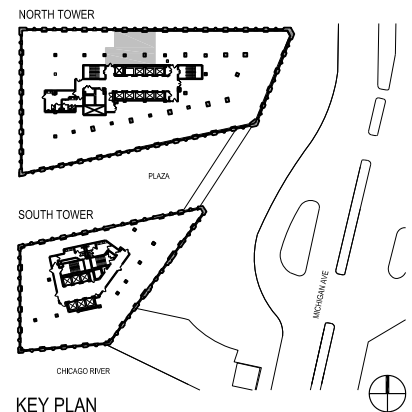 NORTH TOWER
PLAZA
SOUTH TOWER
MICHIGAN AVE
CHICAGO RIVER
KEY PLAN